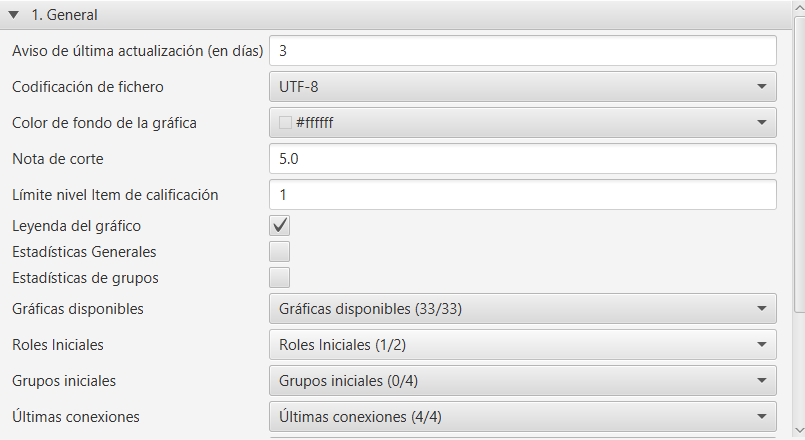 1. General
Aviso de última actualización (en días) 3
Codificación de fichero UTF-8
Color de fondo de la gráfica #ffffff
Nota de corte 5.0
Límite nivel Item de calificación 1
Leyenda del gráfico
Estadísticas Generales
Estadísticas de grupos
Gráficas disponibles Gráficas disponibles (33/33)
Roles Iniciales Roles Iniciales (1/2)
Grupos iniciales Grupos iniciales (0/4)
Últimas conexiones Últimas conexiones (4/4)